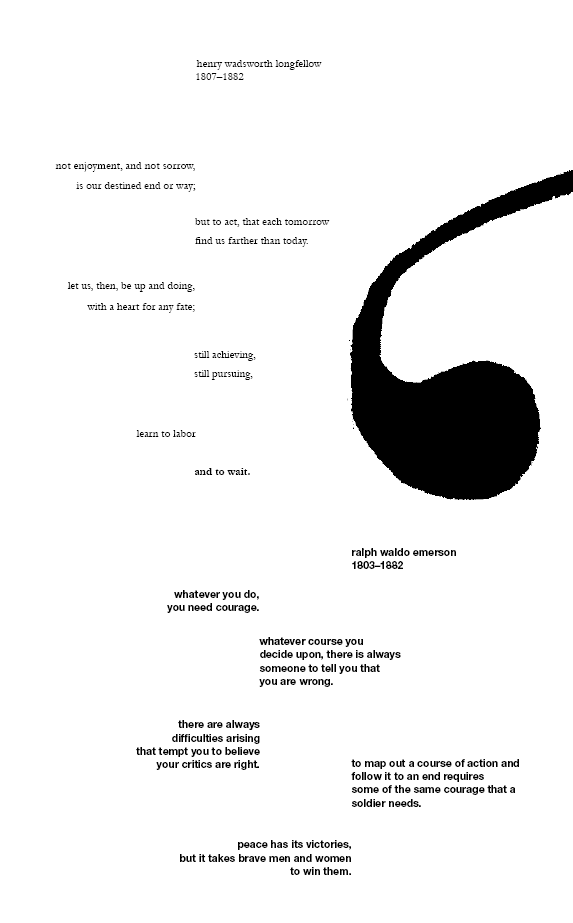 henry wadsworth longfellow
1807–1882
not enjoyment, and not sorrow,
is our destined end or way;
but to act, that each tomorrow
find us farther than today.
let us, then, be up and doing,
with a heart for any fate;
still achieving,
still pursuing,
learn to labor
and to wait.
ralph waldo emerson
1803–1882
whatever you do,
you need courage.
whatever course you
decide upon, there is always
someone to tell you that
you are wrong.
there are always
difficulties arising
that tempt you to believe
your critics are right.
to map out a course of action and
follow it to an end requires
some of the same courage that a
soldier needs.
peace has its victories,
but it takes brave men and women
to win them.